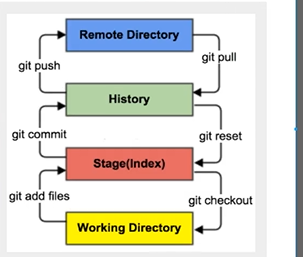 Remote Directory
git push
git pull
History
git commit
git reset
Stage(Index)
git add files
git checkout
Working Directory